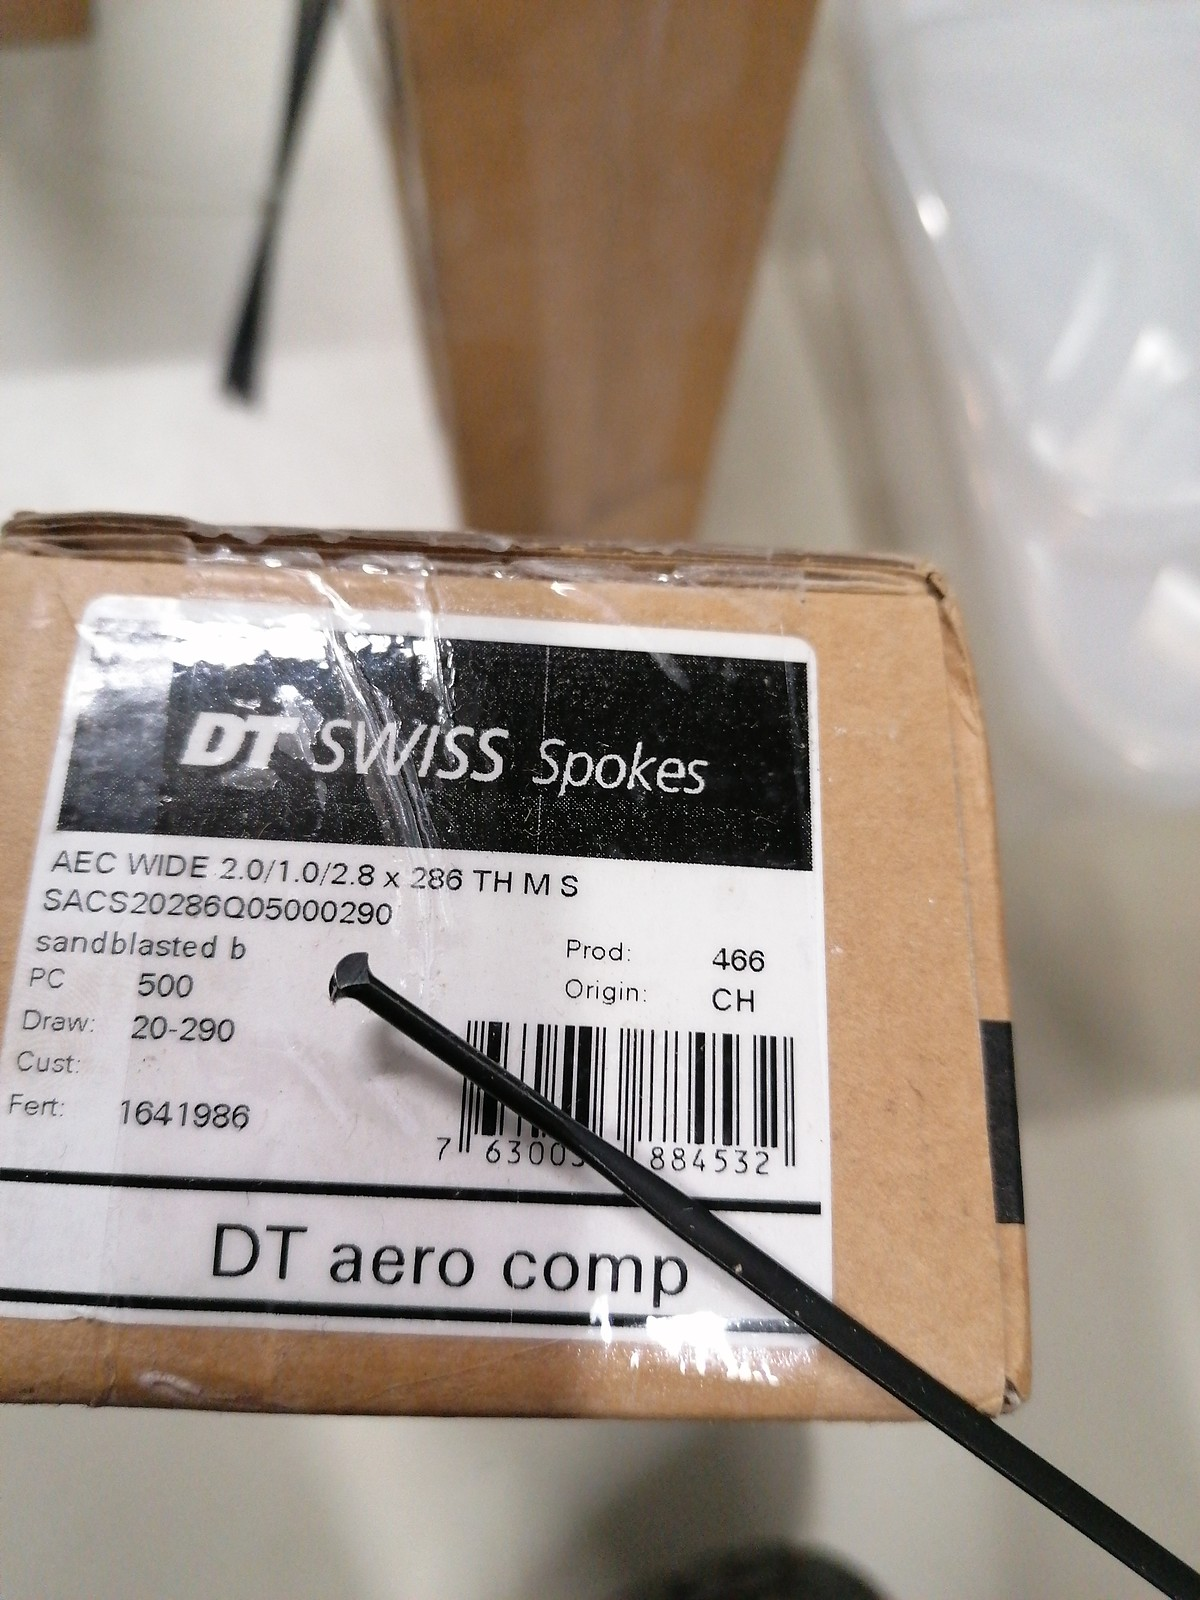 DT SWISS Spokes
AEC WIDE 2.0/1.0/2.8 x 286 TH M S
SACS20286Q05000290
sandblasted b
Prod: 466
PC 500
Origin: CH
Draw: 20-290
Cust:
Fert: 1641986
7 884532
DT aero comp